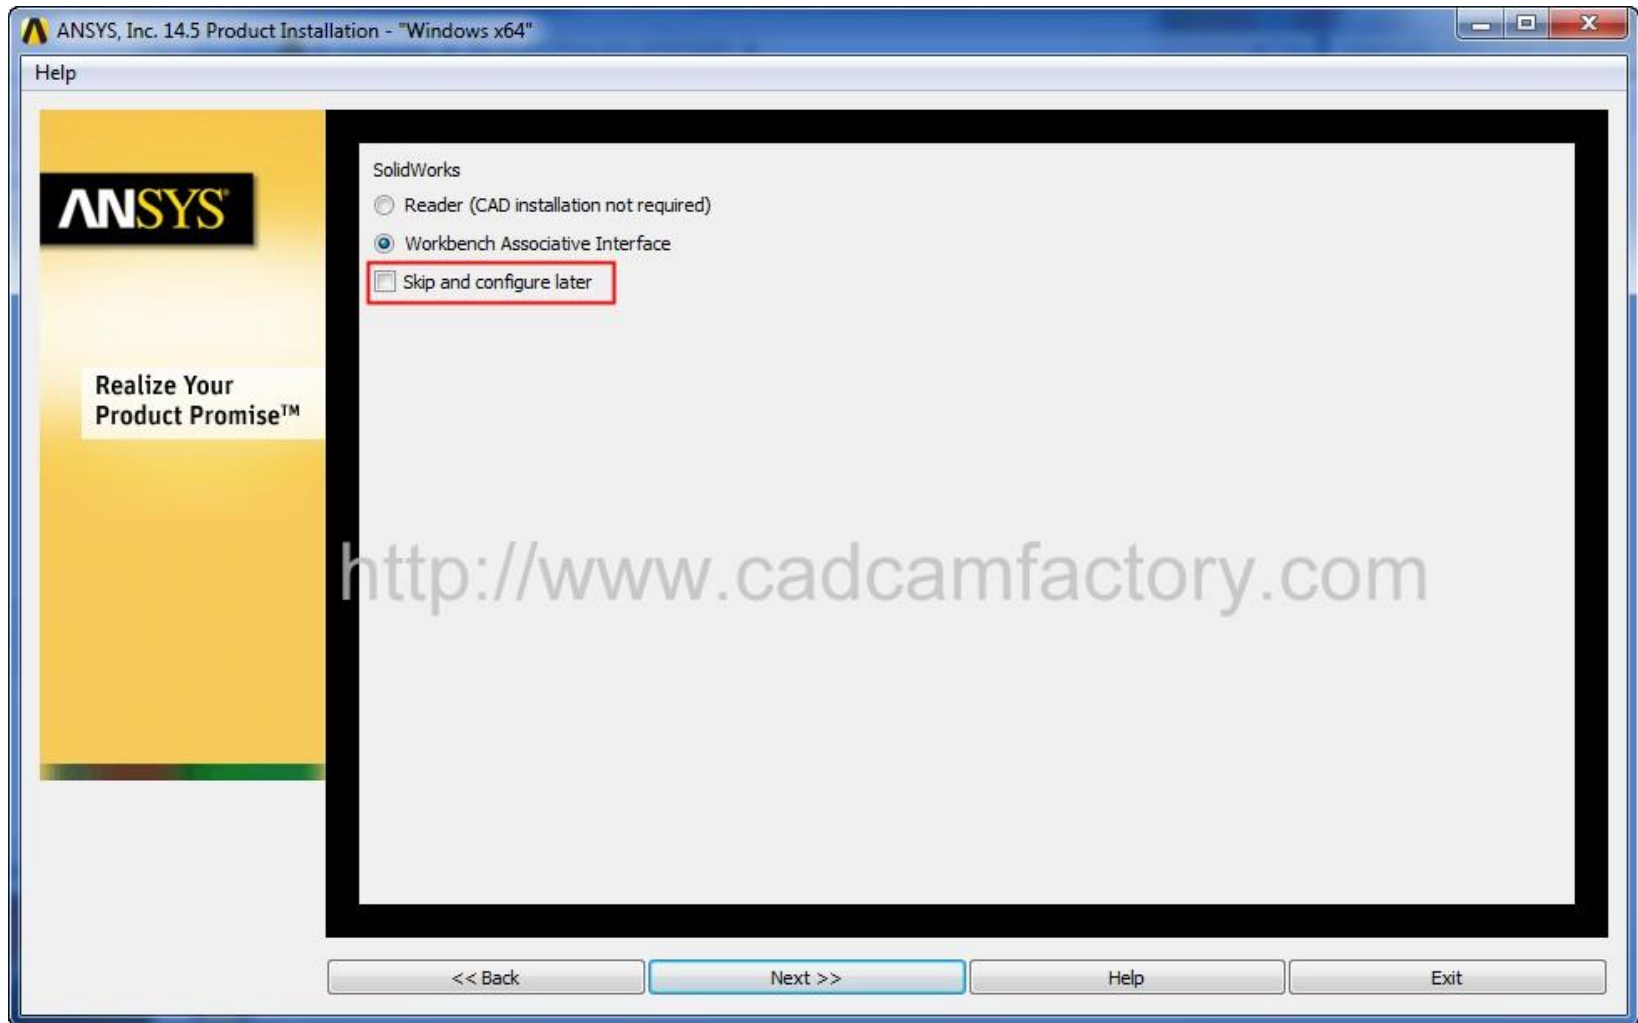 ANSYS, Inc. 14.5 Product Installation - "Windows x64"
Help
ANSYS®
Realize Your
Product Promise™
SolidWorks
Reader (CAD installation not required)
Workbench Associative Interface
Skip and configure later
http://www.cadcamfactory.com
<< Back
Next >>
Help
Exit